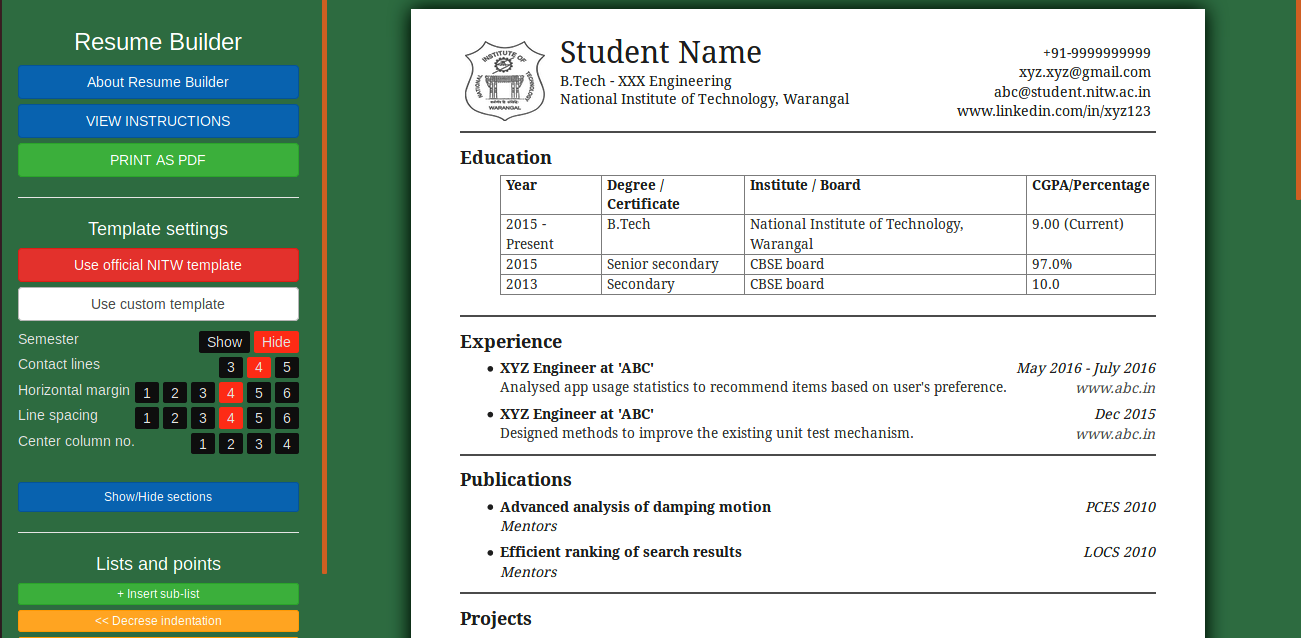 Resume Builder
About Resume Builder
VIEW INSTRUCTIONS
PRINT AS PDF
Template settings
Use official NITW template
Use custom template
Semester Show Hide
Contact lines 3 4 5
Horizontal margin 1 2 3 4 5 6
Line spacing 1 2 3 4 5 6
Center column no. 1 2 3 4
Show/Hide sections
Lists and points
+ Insert sub-list
<< Decrese indentation
INSTITUTE OF
NATIONAL
TECHNOLOGY
WARANGAL
Student Name
B.Tech - XXX Engineering
National Institute of Technology, Warangal
+91-9999999999
xyz.xyz@gmail.com
abc@student.nitw.ac.in
www.linkedin.com/in/xyz123
Education
Year Degree / Certificate Institute / Board CGPA/Percentage
2015 - Present B.Tech National Institute of Technology, Warangal 9.00 (Current)
2015 Senior secondary CBSE board 97.0%
2013 Secondary CBSE board 10.0
Experience
• XYZ Engineer at 'ABC' May 2016 - July 2016
Analysed app usage statistics to recommend items based on user's preference. www.abc.in
• XYZ Engineer at 'ABC' Dec 2015
Designed methods to improve the existing unit test mechanism. www.abc.in
Publications
• Advanced analysis of damping motion PCES 2010
Mentors
• Efficient ranking of search results LOCS 2010
Mentors
Projects